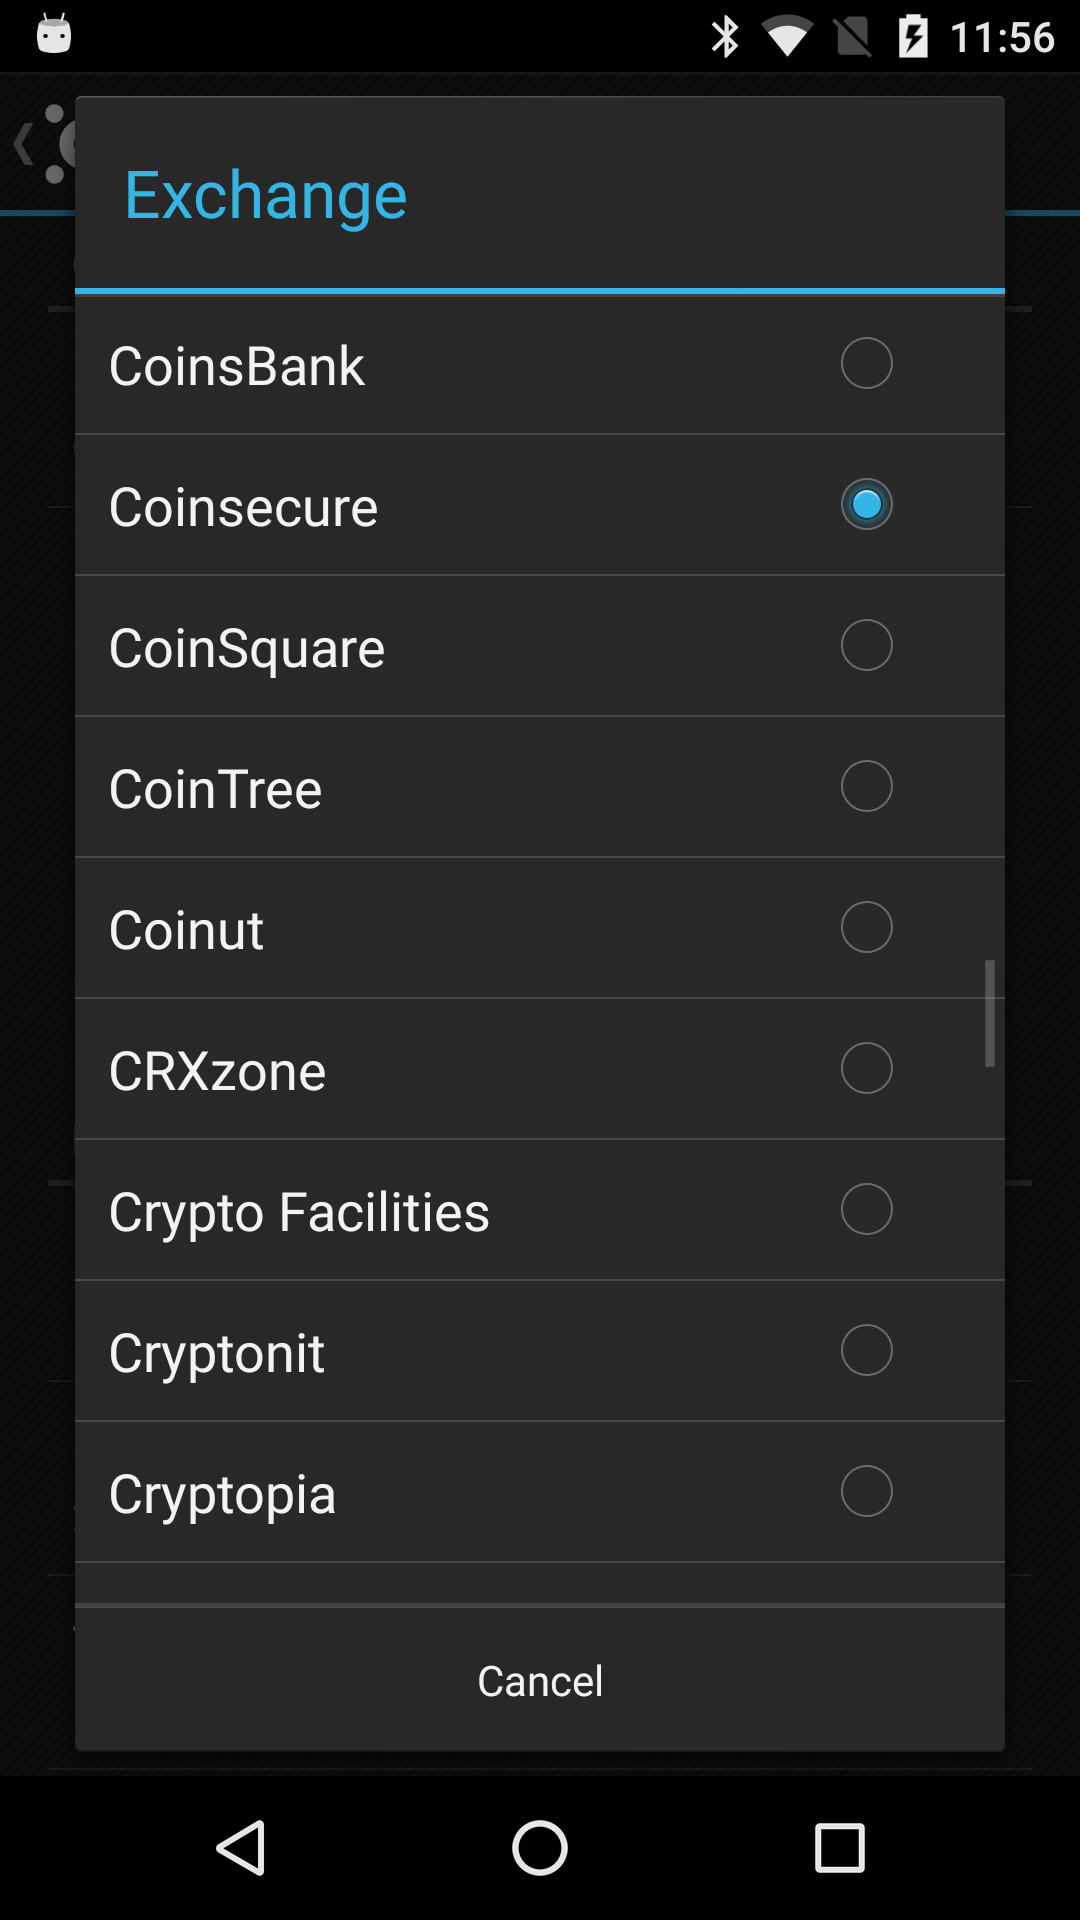 11:56
Exchange
CoinsBank
Coinsecure
CoinSquare
CoinTree
Coinut
CRXzone
Crypto Facilities
Cryptonit
Cryptopia
Cancel